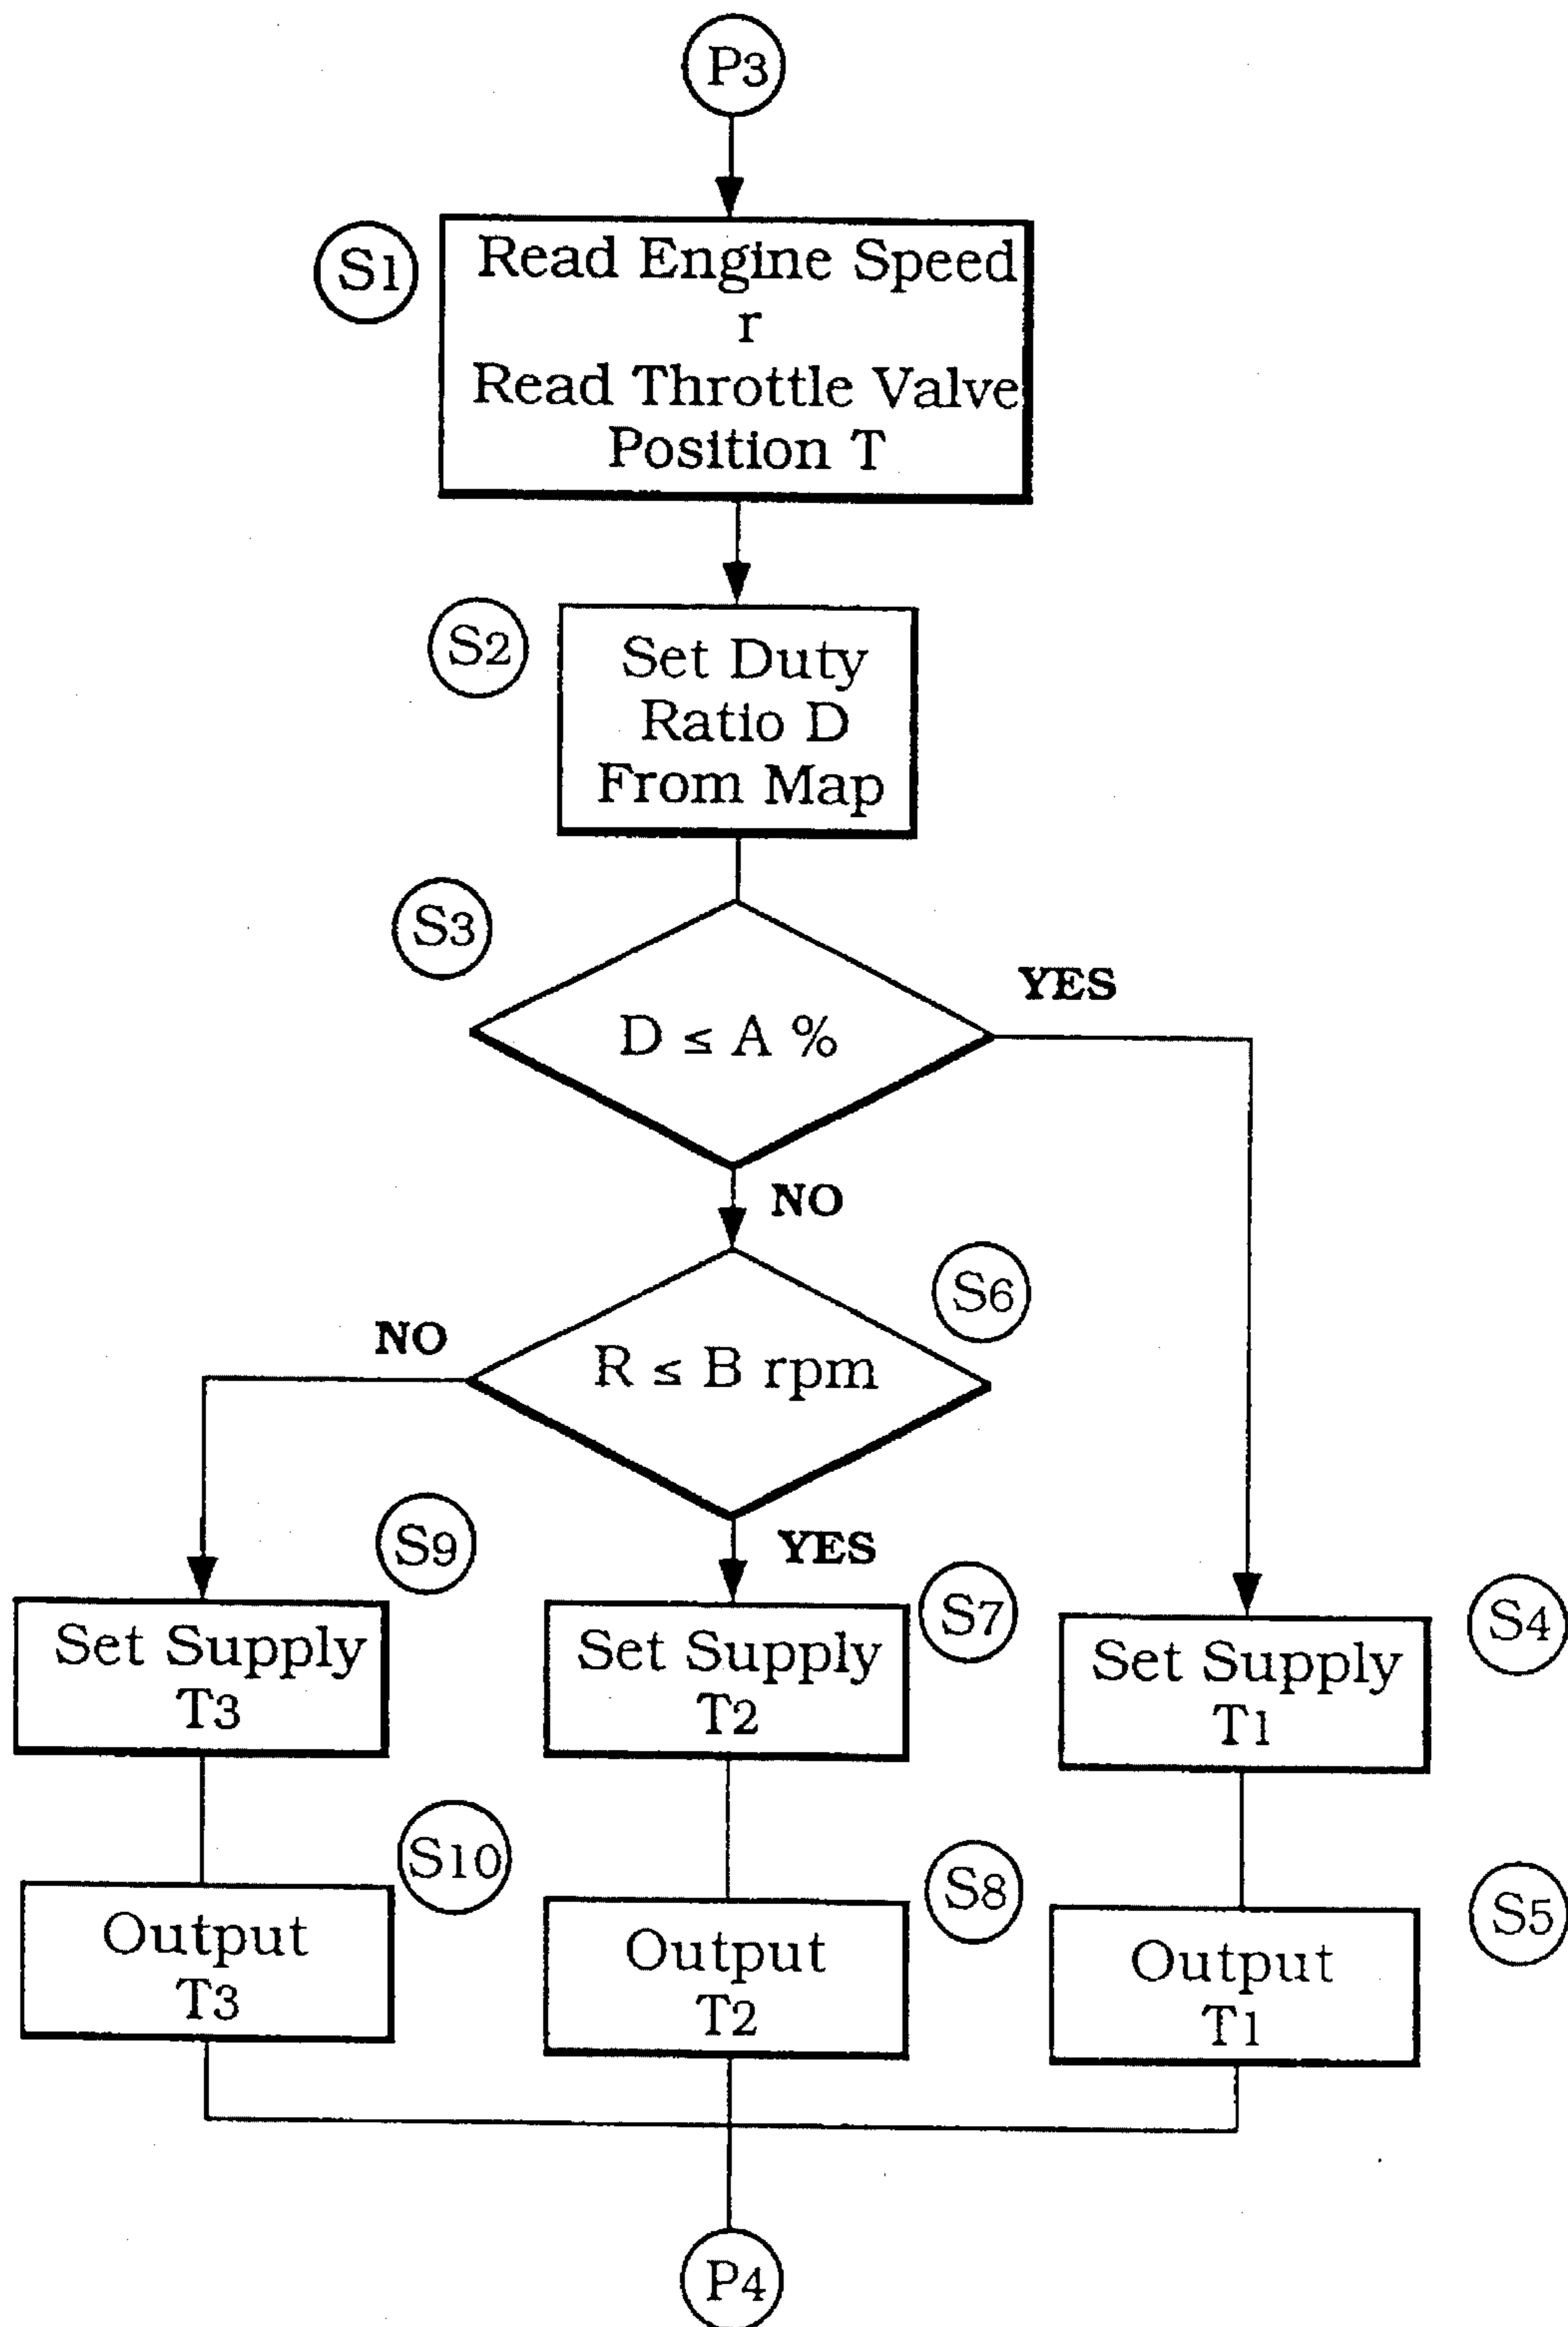 P3
S1
Read Engine Speed
r
Read Throttle Valve
Position T
S2
Set Duty
Ratio D
From Map
S3
D ≤ A %
YES
NO
S6
R ≤ B rpm
NO
YES
S9
Set Supply
T3
S7
Set Supply
T2
S4
Set Supply
T1
S10
Output
T3
S8
Output
T2
S5
Output
T1
P4